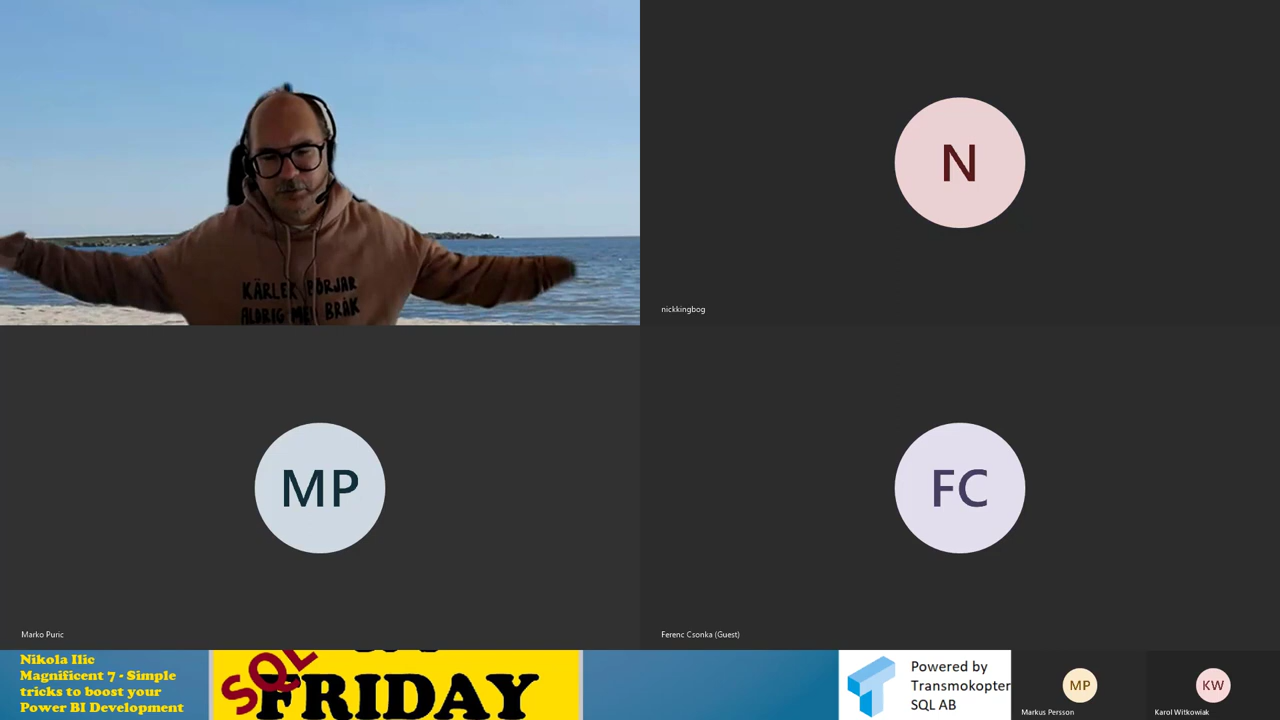 KÄRLEK BÖRJAR
ALDRIG MED BRÅK
N
nickkingbog
MP
Marko Puric
FC
Ferenc Csonka (Guest)
Nikola Ilic
Magnificent 7 - Simple
tricks to boost your
Power BI Development
SQL
FRIDAY
Powered by
Transmokopter
SQL AB
MP
Markus Persson
KW
Karol Witkowiak